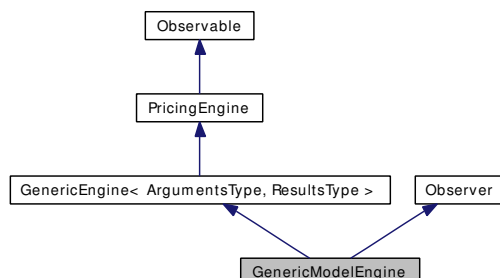 Observable
PricingEngine
GenericEngine< ArgumentsType, ResultsType >
Observer
GenericModelEngine